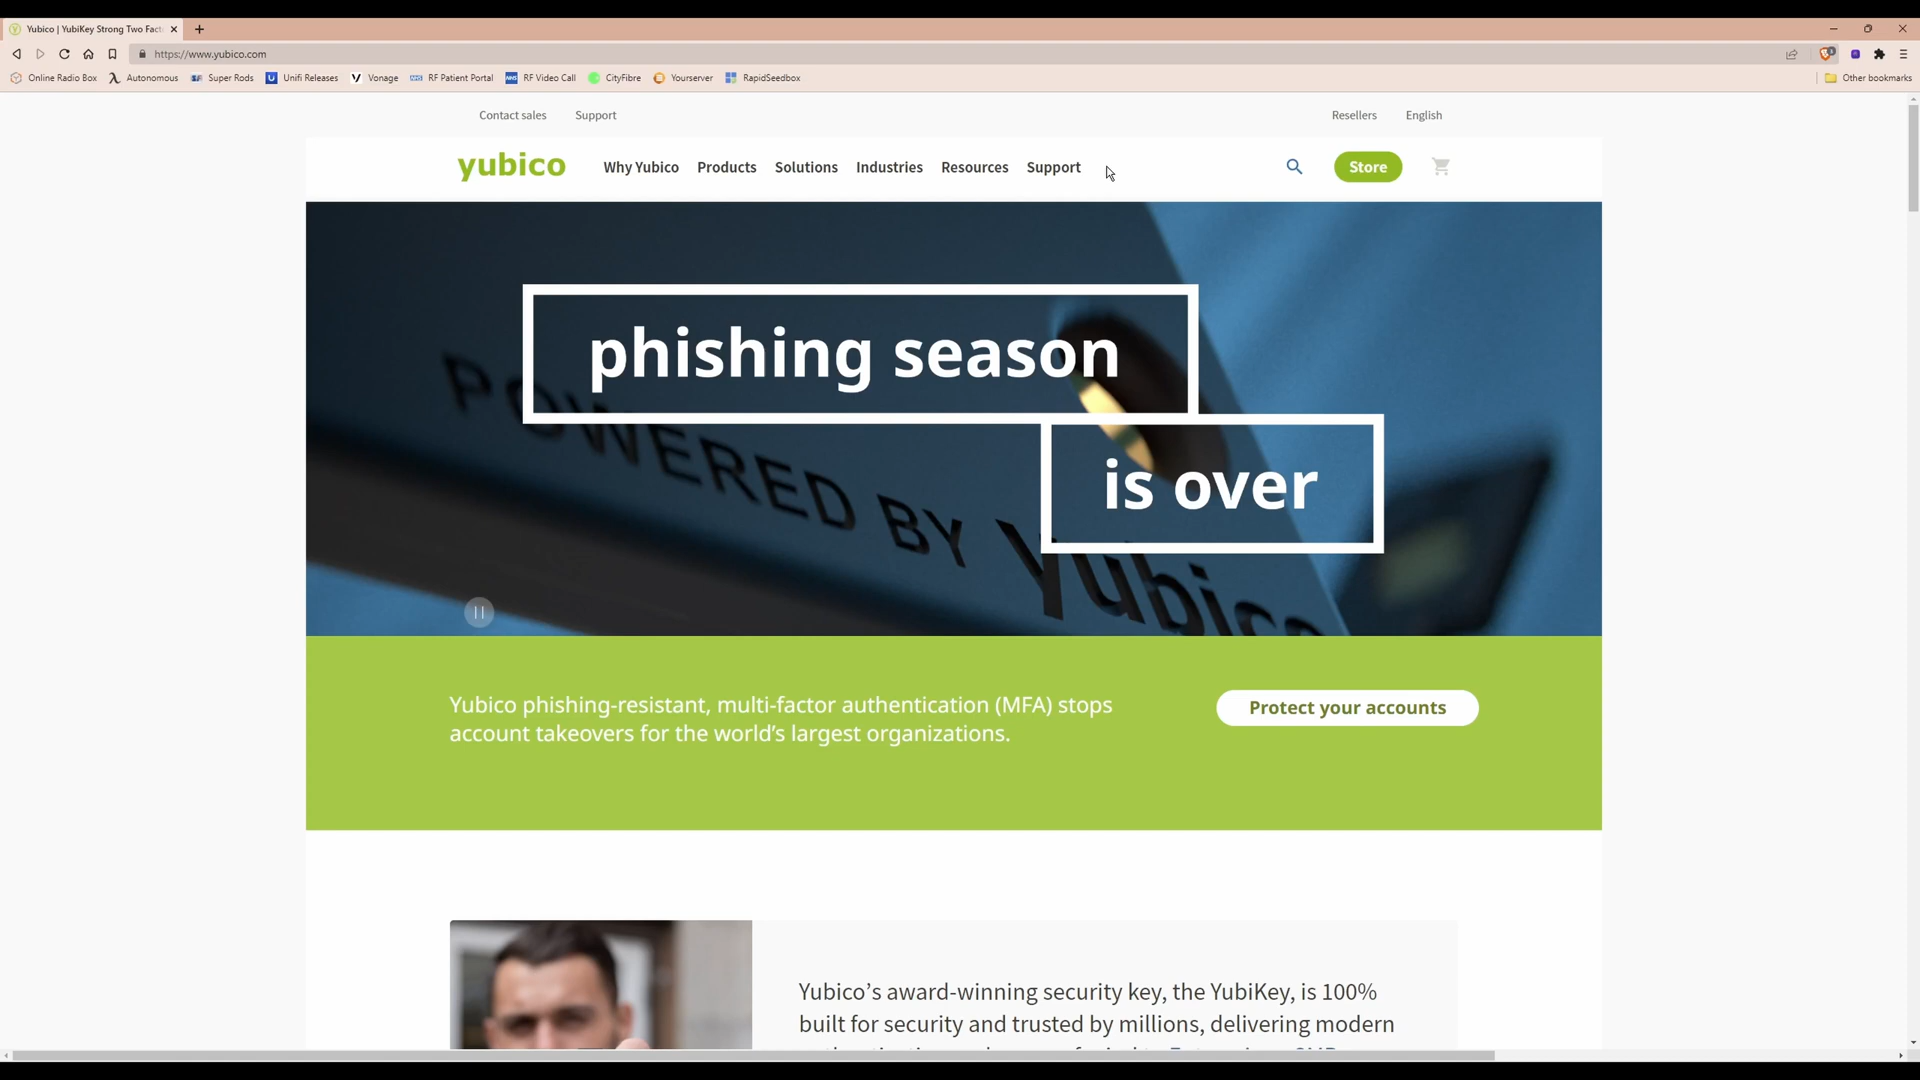 Yubico | YubiKey Strong Two Fact
https://www.yubico.com
Online Radio Box Autonomous Super Rods Unifi Releases Vonage RF Patient Portal RF Video Call CityFibre Yourserver RapidSeedbox Other bookmarks
Contact sales Support Resellers English
yubico Why Yubico Products Solutions Industries Resources Support Store
phishing season
is over
POWERED BY Yubico
Yubico phishing-resistant, multi-factor authentication (MFA) stops
account takeovers for the world’s largest organizations.
Protect your accounts
Yubico’s award-winning security key, the YubiKey, is 100%
built for security and trusted by millions, delivering modern